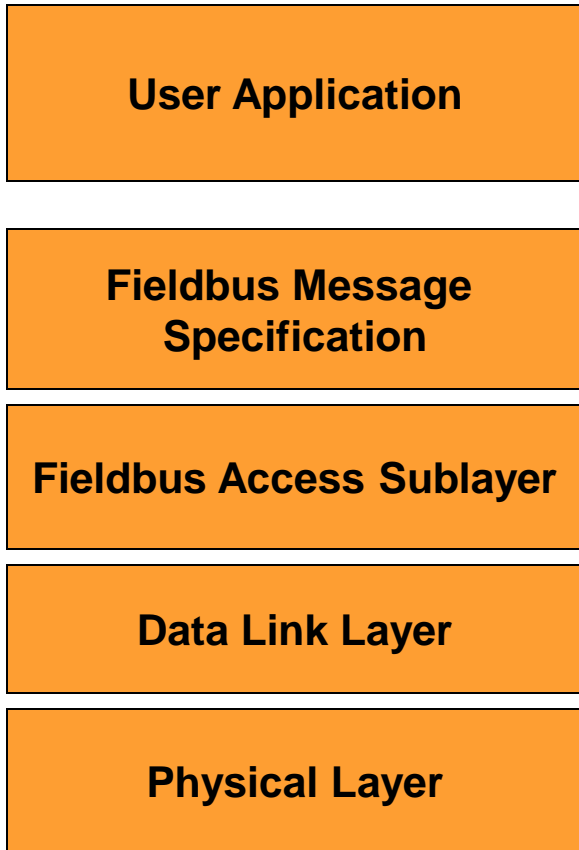 User Application
Fieldbus Message
Specification
Fieldbus Access Sublayer
Data Link Layer
Physical Layer